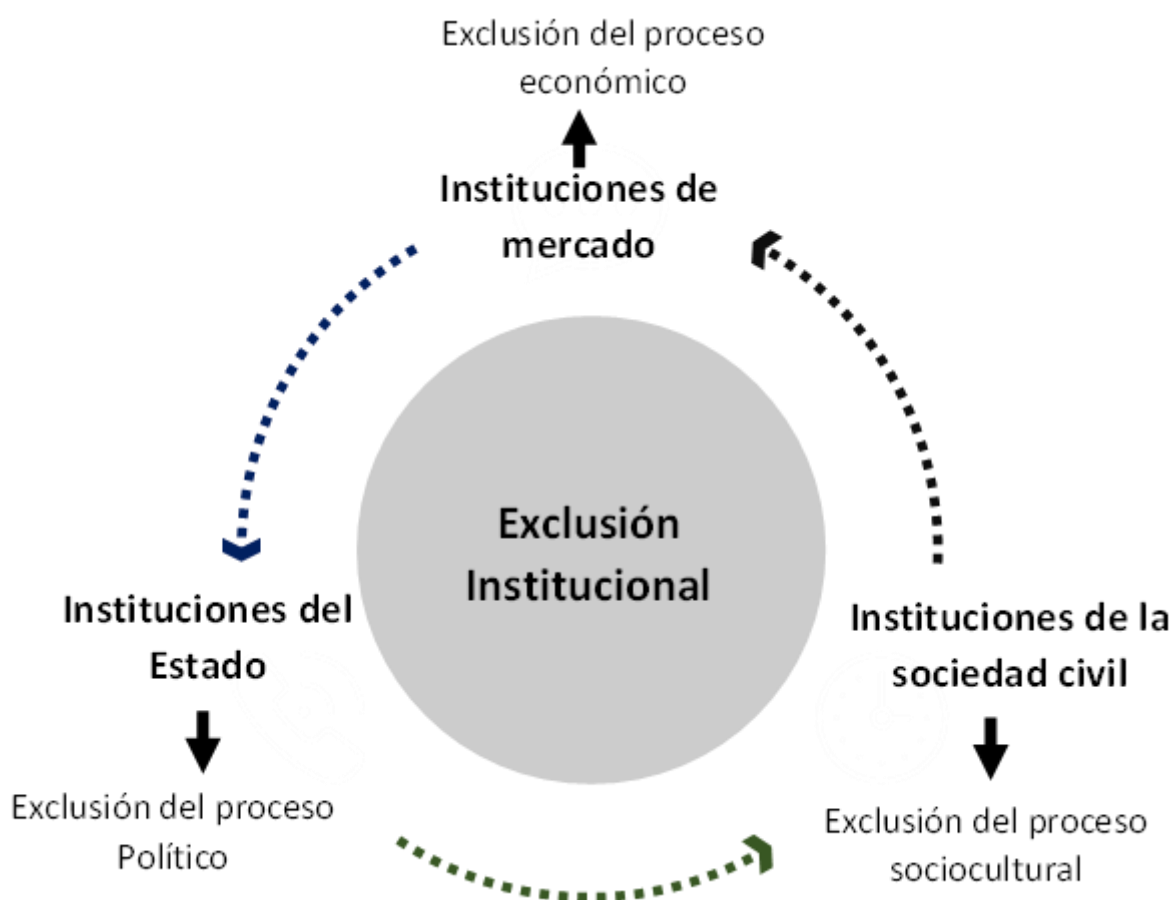 Exclusión del proceso
económico
Instituciones de
mercado
Exclusión
Institucional
Instituciones del
Estado
Exclusión del proceso
Político
Instituciones de la
sociedad civil
Exclusión del proceso
sociocultural